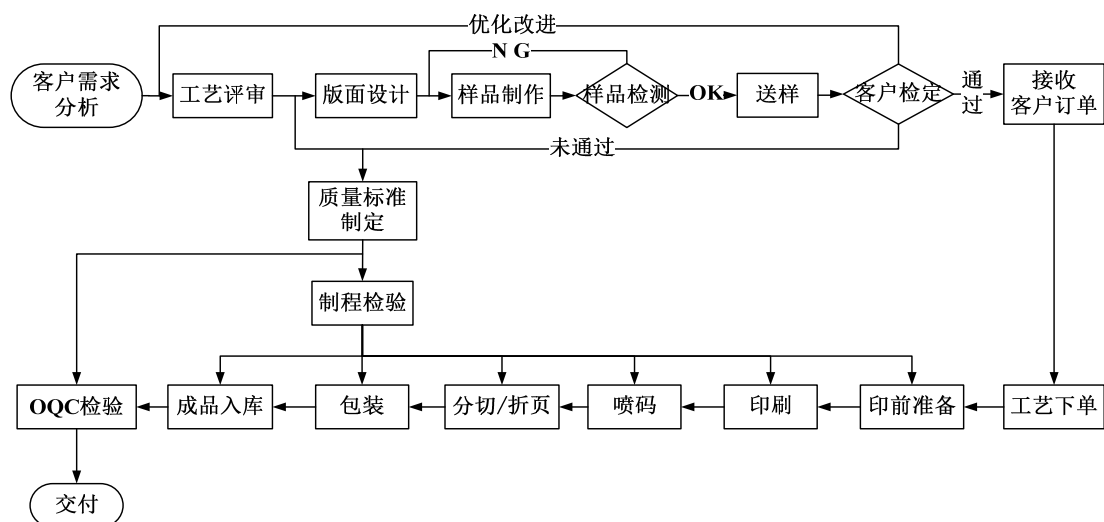 优化改进
N G
客户需求
分析
工艺评审
版面设计
样品制作
样品检测
OK
送样
客户检定
通
过
接收
客户订单
未通过
质量标准
制定
制程检验
OQC检验
成品入库
包装
分切/折页
喷码
印刷
印前准备
工艺下单
交付